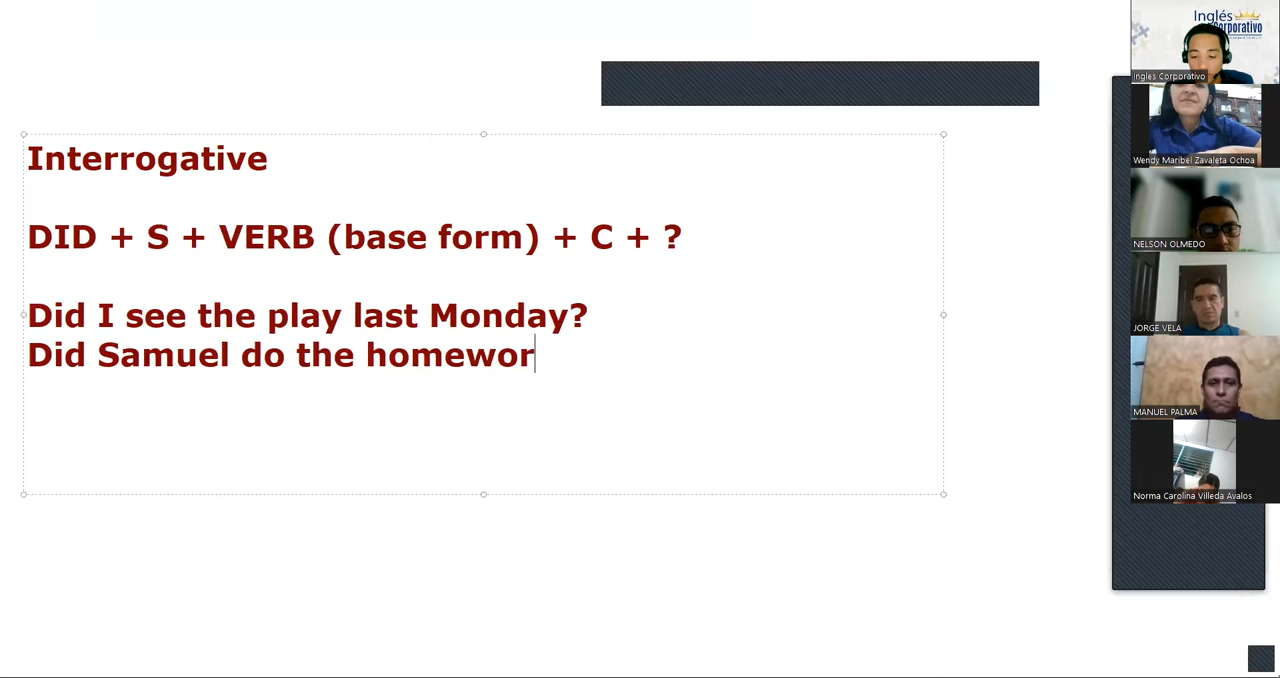 Interrogative
DID + S + VERB (base form) + C + ?
Did I see the play last Monday?
Did Samuel do the homewor
Inglés
Corporativo
Ingles Corporativo
Wendy Maribel Zavaleta Ochoa
NELSON OLMEDO
JORGE VELA
MANUEL PALMA
Norma Carolina Villeda Avalos